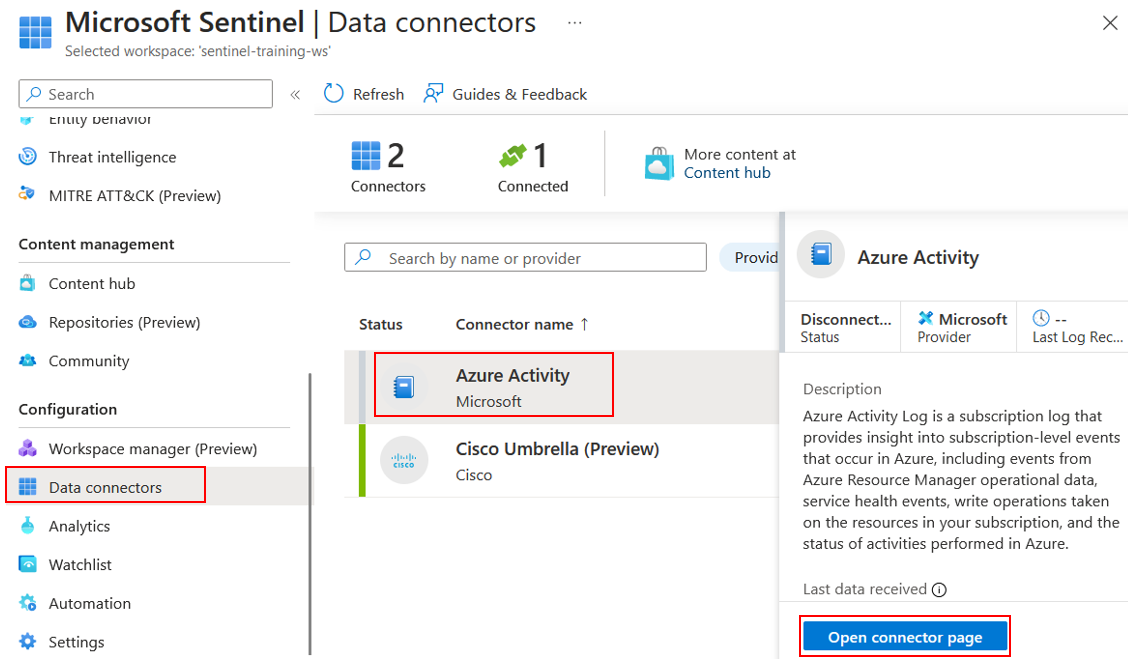 Microsoft Sentinel | Data connectors ...
Selected workspace: 'sentinel-training-ws'
Search
«
Refresh
Guides & Feedback
Entity behavior
Threat intelligence
MITRE ATT&CK (Preview)
Content management
Content hub
Repositories (Preview)
Community
Configuration
Workspace manager (Preview)
Data connectors
Analytics
Watchlist
Automation
Settings
2
Connectors
1
Connected
More content at
Content hub
Search by name or provider
Provid
Status
Connector name ↑
Azure Activity
Microsoft
Cisco Umbrella (Preview)
CISCO
Cisco
Azure Activity
Disconnect...
Status
Microsoft
Provider
--
Last Log Rec...
Description
Azure Activity Log is a subscription log that
provides insight into subscription-level events
that occur in Azure, including events from
Azure Resource Manager operational data,
service health events, write operations taken
on the resources in your subscription, and the
status of activities performed in Azure.
Last data received
Open connector page